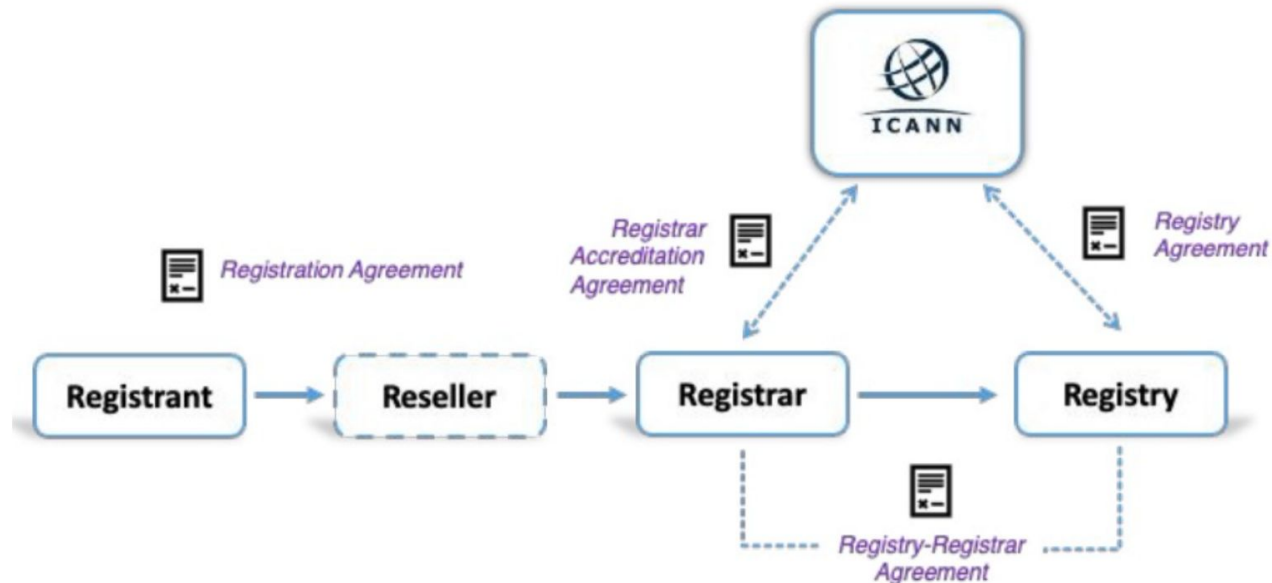 ICANN
Registrar
Accreditation
Agreement
Registry
Agreement
Registration Agreement
Registrant
Reseller
Registrar
Registry
Registry-Registrar
Agreement